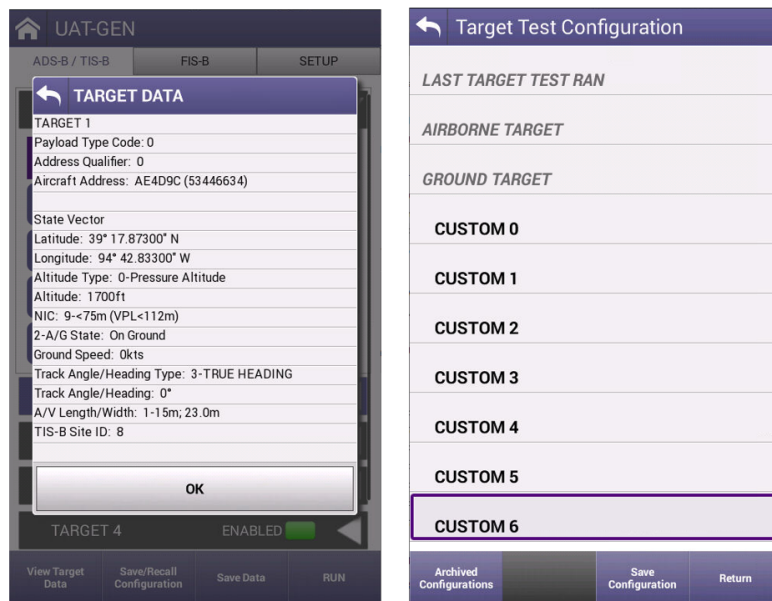 UAT-GEN
ADS-B / TIS-B FIS-B SETUP
TARGET DATA
TARGET 1
Payload Type Code: 0
Address Qualifier: 0
Aircraft Address: AE4D9C (53446634)
State Vector
Latitude: 39° 17.87300" N
Longitude: 94° 42.83300" W
Altitude Type: 0-Pressure Altitude
Altitude: 1700ft
NIC: 9-<75m (VPL<112m)
2-A/G State: On Ground
Ground Speed: 0kts
Track Angle/Heading Type: 3-TRUE HEADING
Track Angle/Heading: 0°
A/V Length/Width: 1-15m; 23.0m
TIS-B Site ID: 8
OK
TARGET 4 ENABLED
View Target Data
Save/Recall Configuration
Save Data
RUN
Target Test Configuration
LAST TARGET TEST RAN
AIRBORNE TARGET
GROUND TARGET
CUSTOM 0
CUSTOM 1
CUSTOM 2
CUSTOM 3
CUSTOM 4
CUSTOM 5
CUSTOM 6
Archived Configurations
Save Configuration
Return